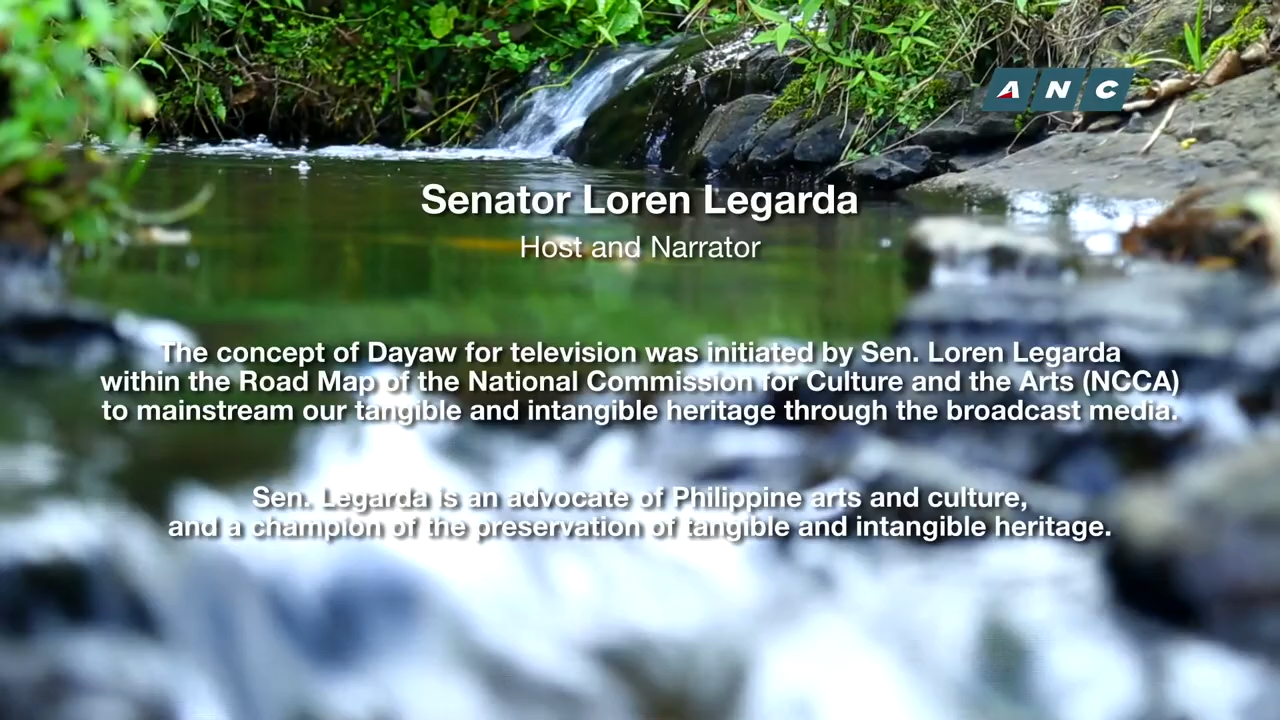 ANC
Senator Loren Legarda
Host and Narrator
The concept of Dayaw for television was initiated by Sen. Loren Legarda
within the Road Map of the National Commission for Culture and the Arts (NCCA)
to mainstream our tangible and intangible heritage through the broadcast media.
Sen. Legarda is an advocate of Philippine arts and culture,
and a champion of the preservation of tangible and intangible heritage.